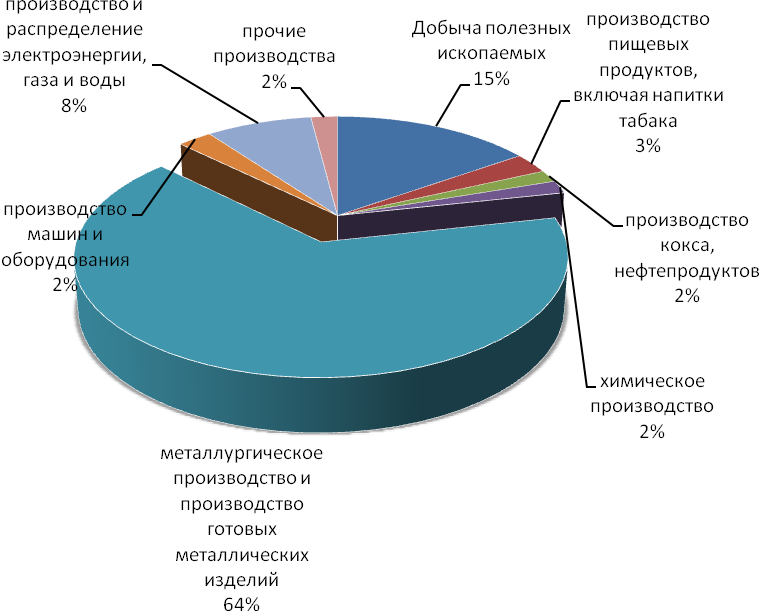 производство и
распределение
электроэнергии,
газа и воды
8%
прочие
производства
2%
Добыча полезных
ископаемых
15%
производство
пищевых
продуктов,
включая напитки
табака
3%
производство
кокса,
нефтепродуктов
2%
химическое
производство
2%
металлургическое
производство и
производство
готовых
металлических
изделий
64%
производство
машин и
оборудования
2%